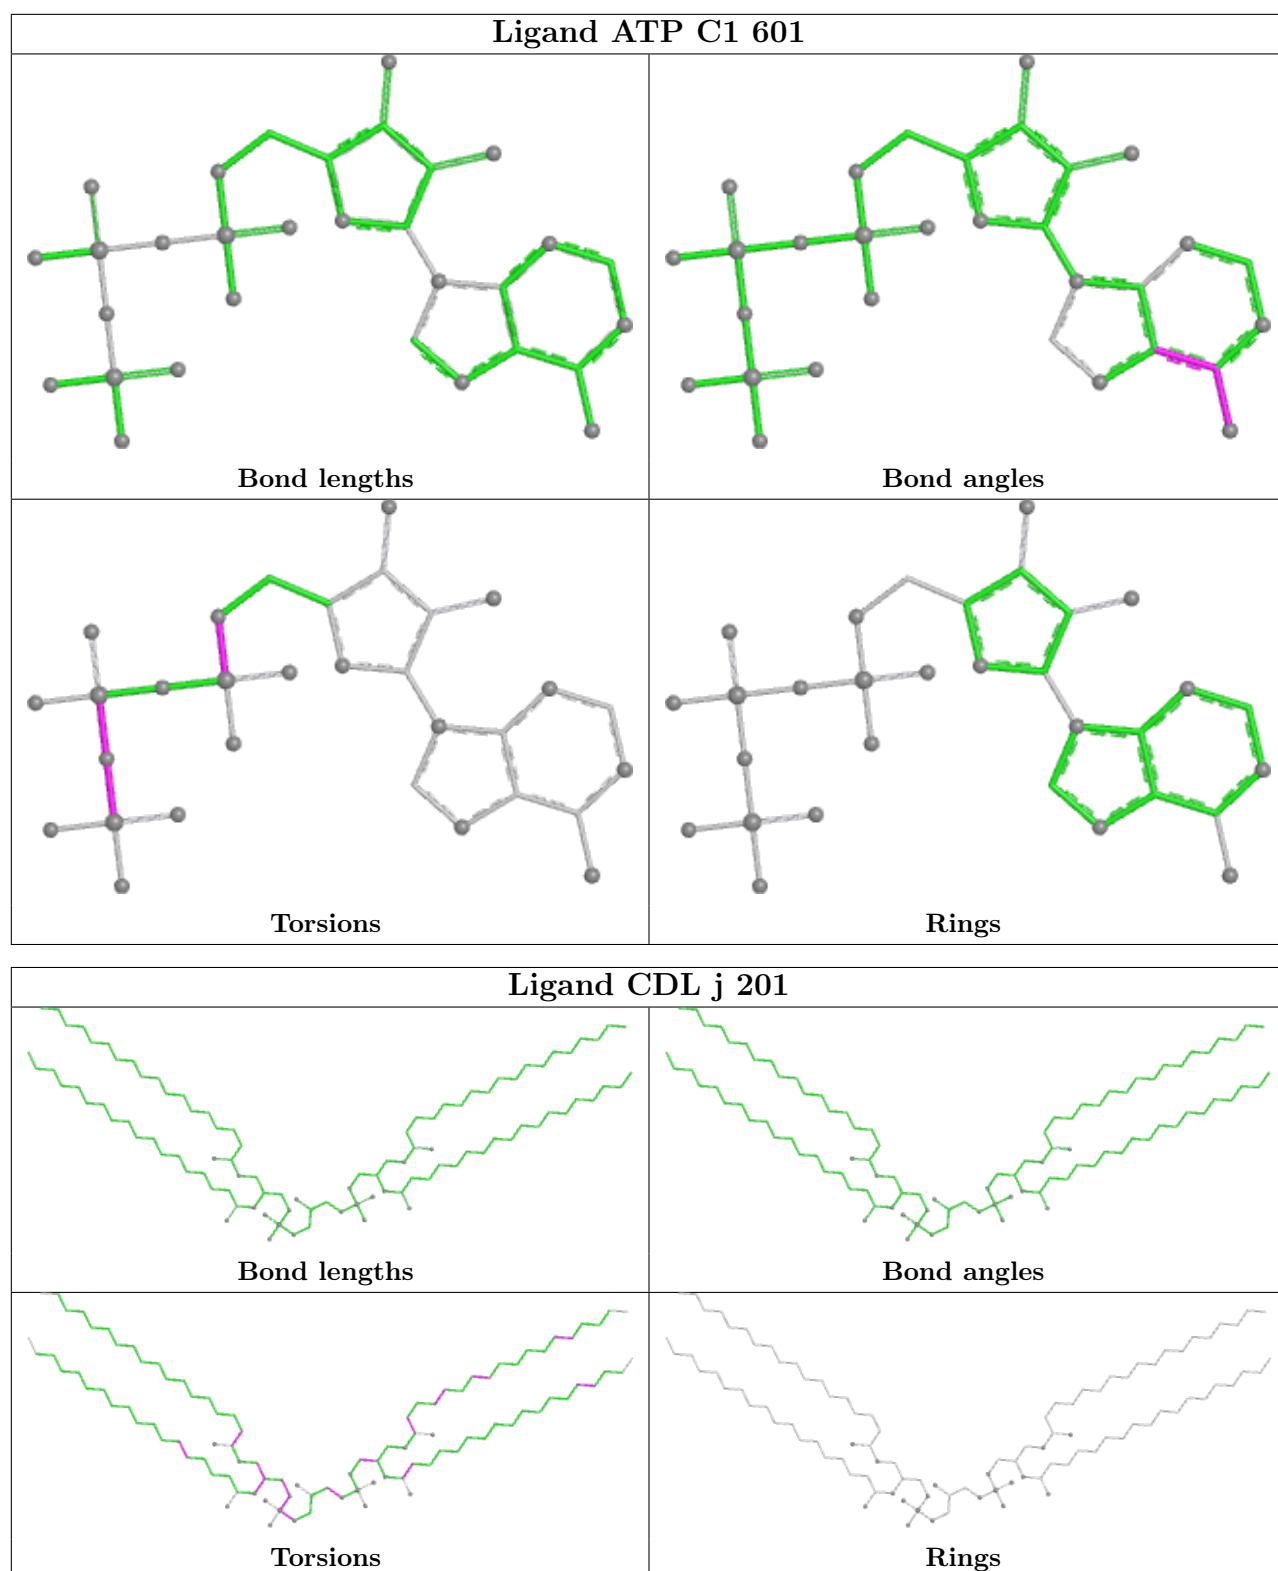 Ligand ATP C1 601
Bond lengths
Bond angles
Torsions
Rings
Ligand CDL j 201
Bond lengths
Bond angles
Torsions
Rings